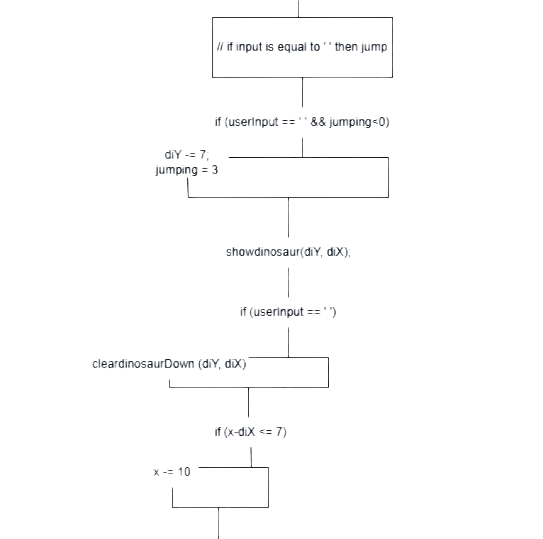 // if input is equal to ' ' then jump
if (userInput == ' ' && jumping<0)
diY -= 7;
jumping = 3
showdinosaur(diY, diX),
if (userInput == ' ')
cleardinosaurDown (diY, diX)
if (x-diX <= 7)
x -= 10